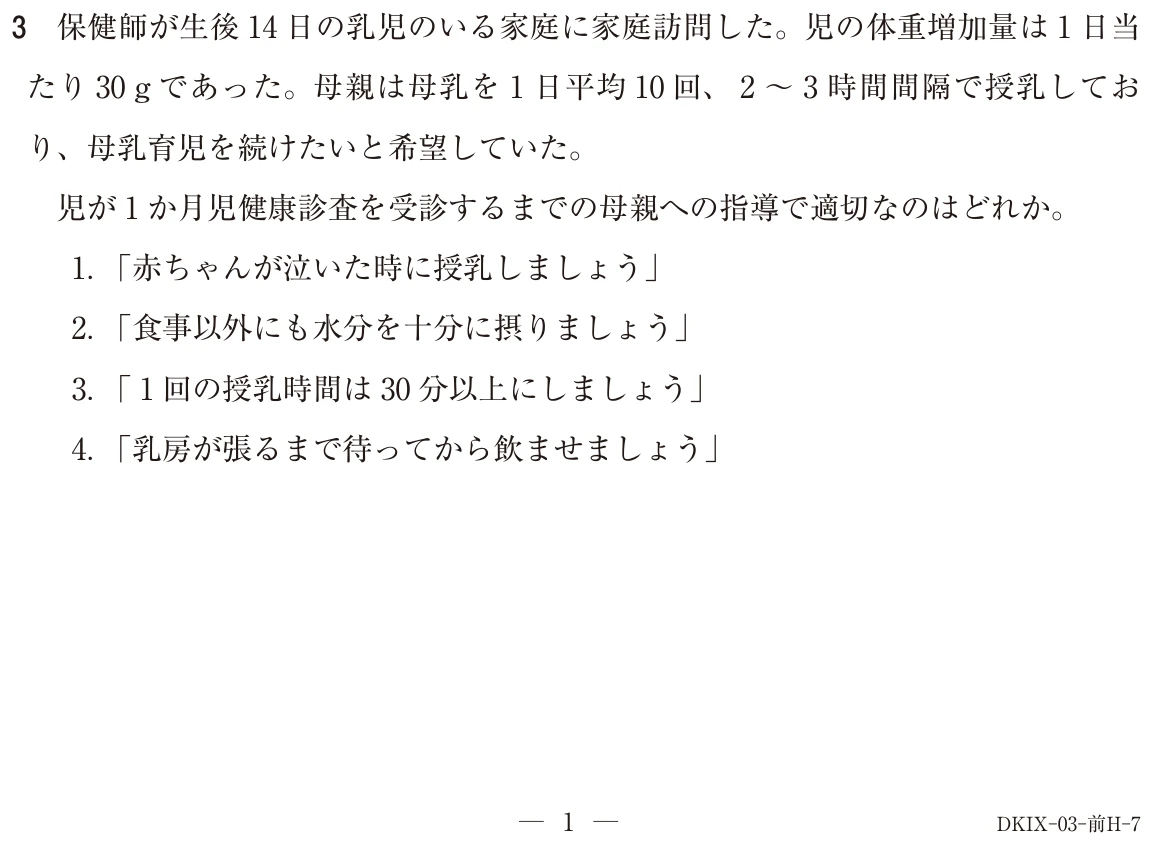 3　保健師が生後 14 日の乳児のいる家庭に家庭訪問した。児の体重増加量は 1 日当
たり 30 g であった。母親は母乳を 1 日平均 10 回、 2 ～ 3 時間間隔で授乳してお
り、母乳育児を続けたいと希望していた。
児が 1 か月児健康診査を受診するまでの母親への指導で適切なのはどれか。
1. 「赤ちゃんが泣いた時に授乳しましょう」
2. 「食事以外にも水分を十分に摂りましょう」
3. 「 1 回の授乳時間は 30 分以上にしましょう」
4. 「乳房が張るまで待ってから飲ませましょう」
— 1 —
DKIX-03-前H-7